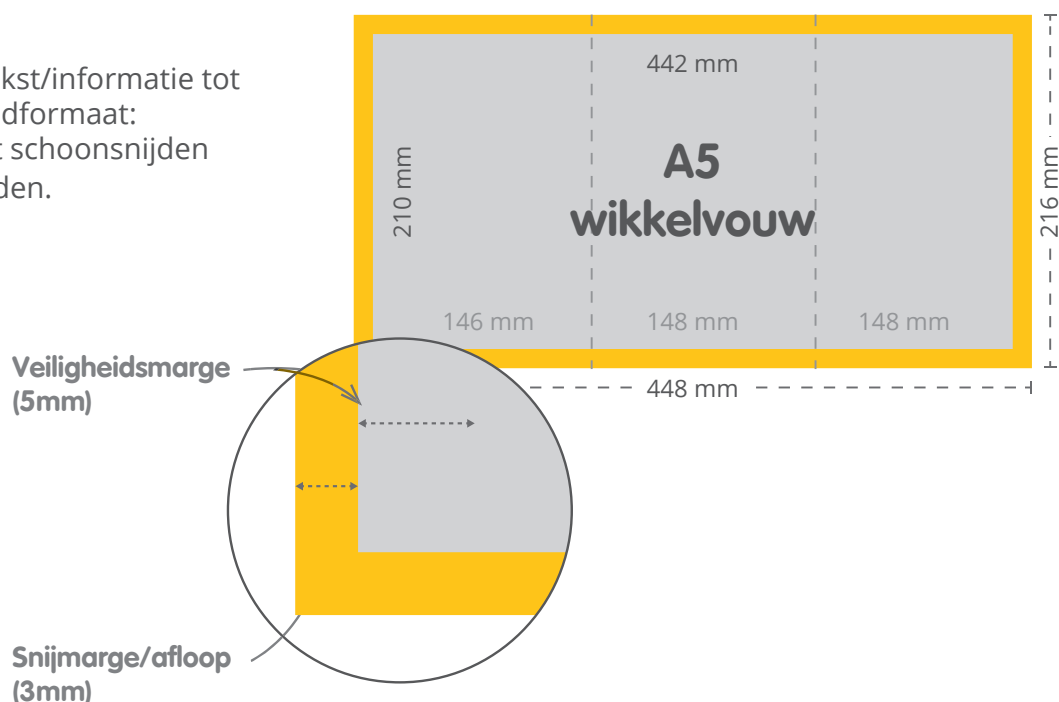 kst/informatie tot
dformaat:
t schoonsnijden
den.
442 mm
210 mm
A5
wikkelvouw
216 mm
146 mm 148 mm 148 mm
448 mm
Veiligheidsmarge
(5mm)
Snijmarge/afloop
(3mm)